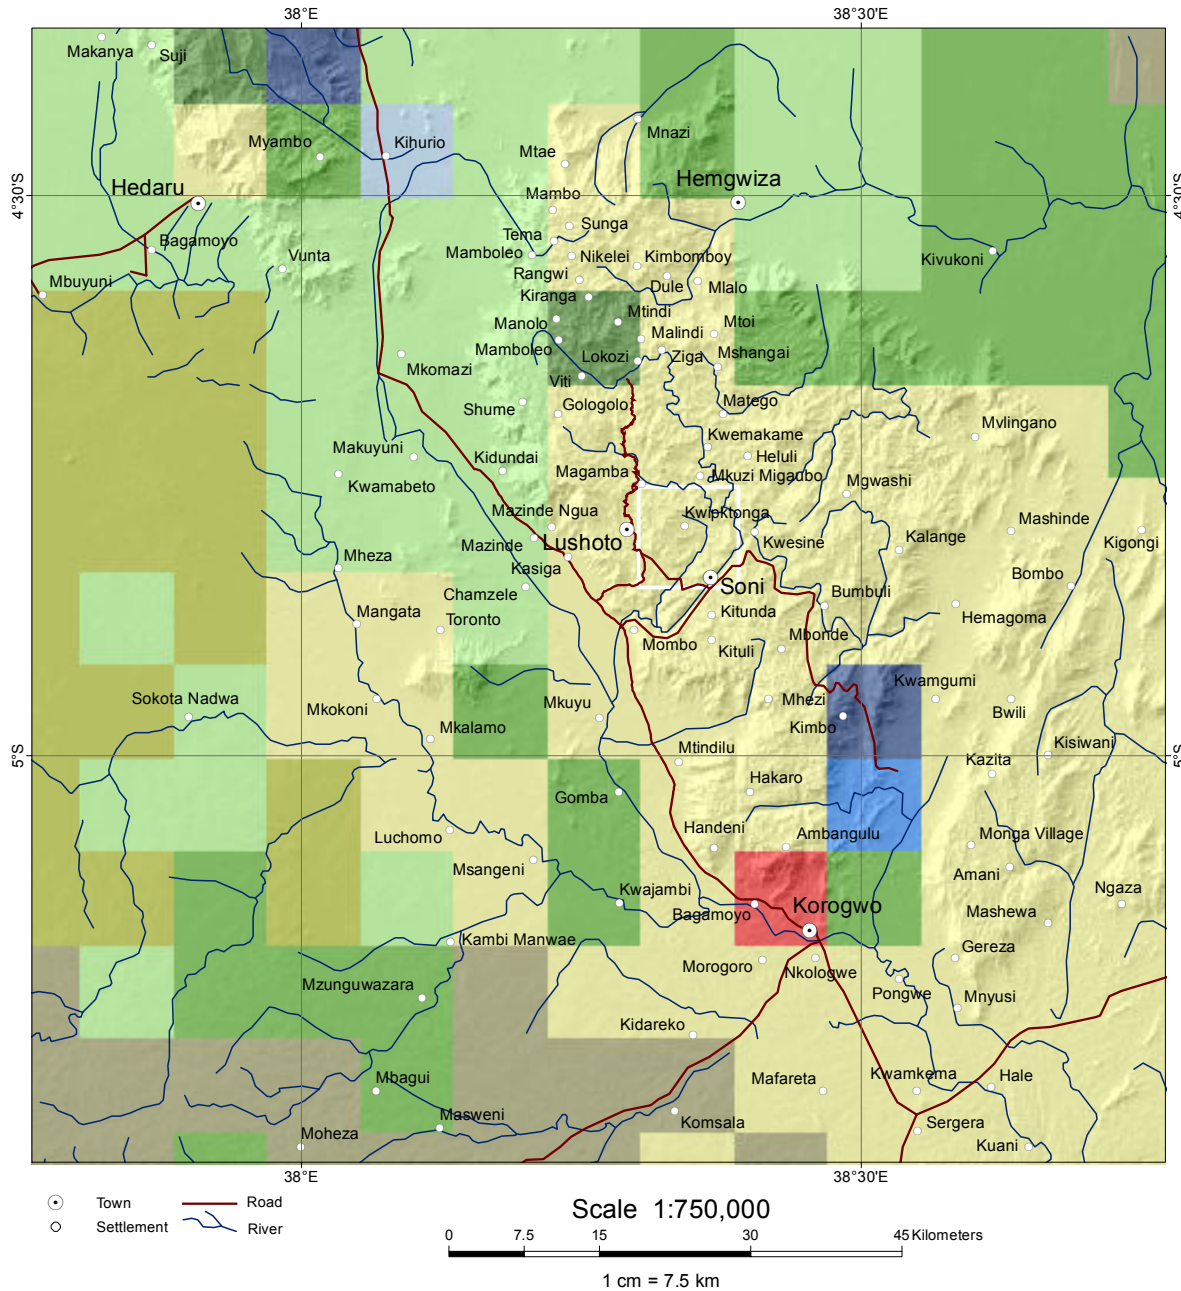 38°E
38°30'E
Makanya
Suji
Mnazi
Myambo
Kihurio
Mtae
Hedaru
Mambo
Hemgwiza
4°30'S
4°30'S
Sunga
Tema
Bagamoyo
Mamboleo
Nikelei
Kimbomboy
Kivukoni
Vunta
Rangwi
Dule
Mlalo
Mbuyuni
Kiranga
Mtindi
Manolo
Malindi
Mtoi
Mamboleo
Lokozi
Ziga
Mshangai
Mkomazi
Viti
Shume
Gologolo
Matego
Mvlingano
Kwemakame
Makuyuni
Kidundai
Heluli
Magamba
Mkuzi Migaubo
Kwamabeto
Mgwashi
Mazinde Ngua
Kwipktonga
Mashinde
Mazinde
Lushoto
Kwesine
Kalange
Kigongi
Mheza
Kasiga
Bombo
Chamzele
Soni
Bumbuli
Mangata
Toronto
Kitunda
Hemagoma
Mombo
Kituli
Mbonde
Sokota Nadwa
Mkokoni
Mkuyu
Mhezi
Kwamgumi
Bwili
Mkalamo
Kimbo
Mtindilu
Kisiwani
5°S
5°S
Kazita
Hakaro
Gomba
Luchomo
Handeni
Ambangulu
Monga Village
Msangeni
Amani
Kwajambi
Bagamoyo
Korogwo
Ngaza
Mashewa
Kambi Manwae
Morogoro
Nkologwe
Gereza
Mzunguwazara
Pongwe
Mnyusi
Kidareko
Mbagui
Mafareta
Kwamkema
Hale
Masweni
Komsala
Sergera
Moheza
Kuani
38°E
38°30'E
Town
Road
Settlement
River
Scale 1:750,000
0 7.5 15 30 45 Kilometers
1 cm = 7.5 km